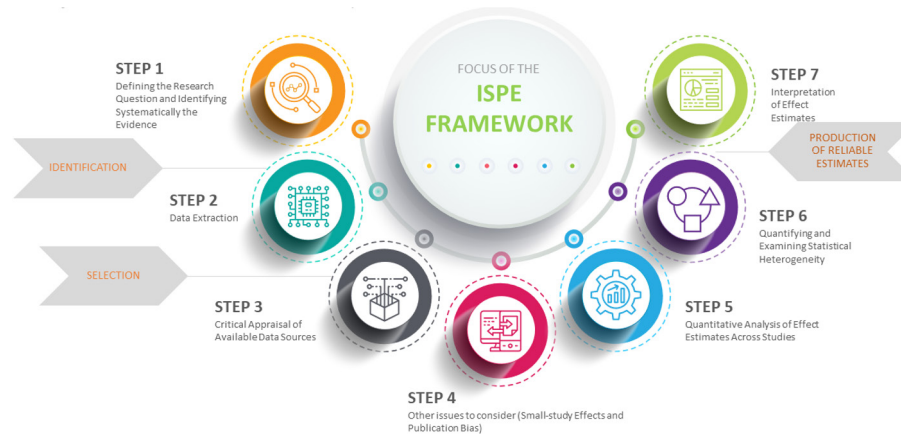 FOCUS OF THE
ISPE
FRAMEWORK
STEP 1
Defining the Research
Question and Identifying
Systematically the
Evidence
IDENTIFICATION
STEP 2
Data Extraction
SELECTION
STEP 3
Critical Appraisal of
Available Data Sources
STEP 4
Other issues to consider (Small-study Effects and
Publication Bias)
STEP 5
Quantitative Analysis of Effect
Estimates Across Studies
STEP 6
Quantifying and
Examining Statistical
Heterogeneity
STEP 7
Interpretation
of Effect
Estimates
PRODUCTION
OF RELIABLE
ESTIMATES